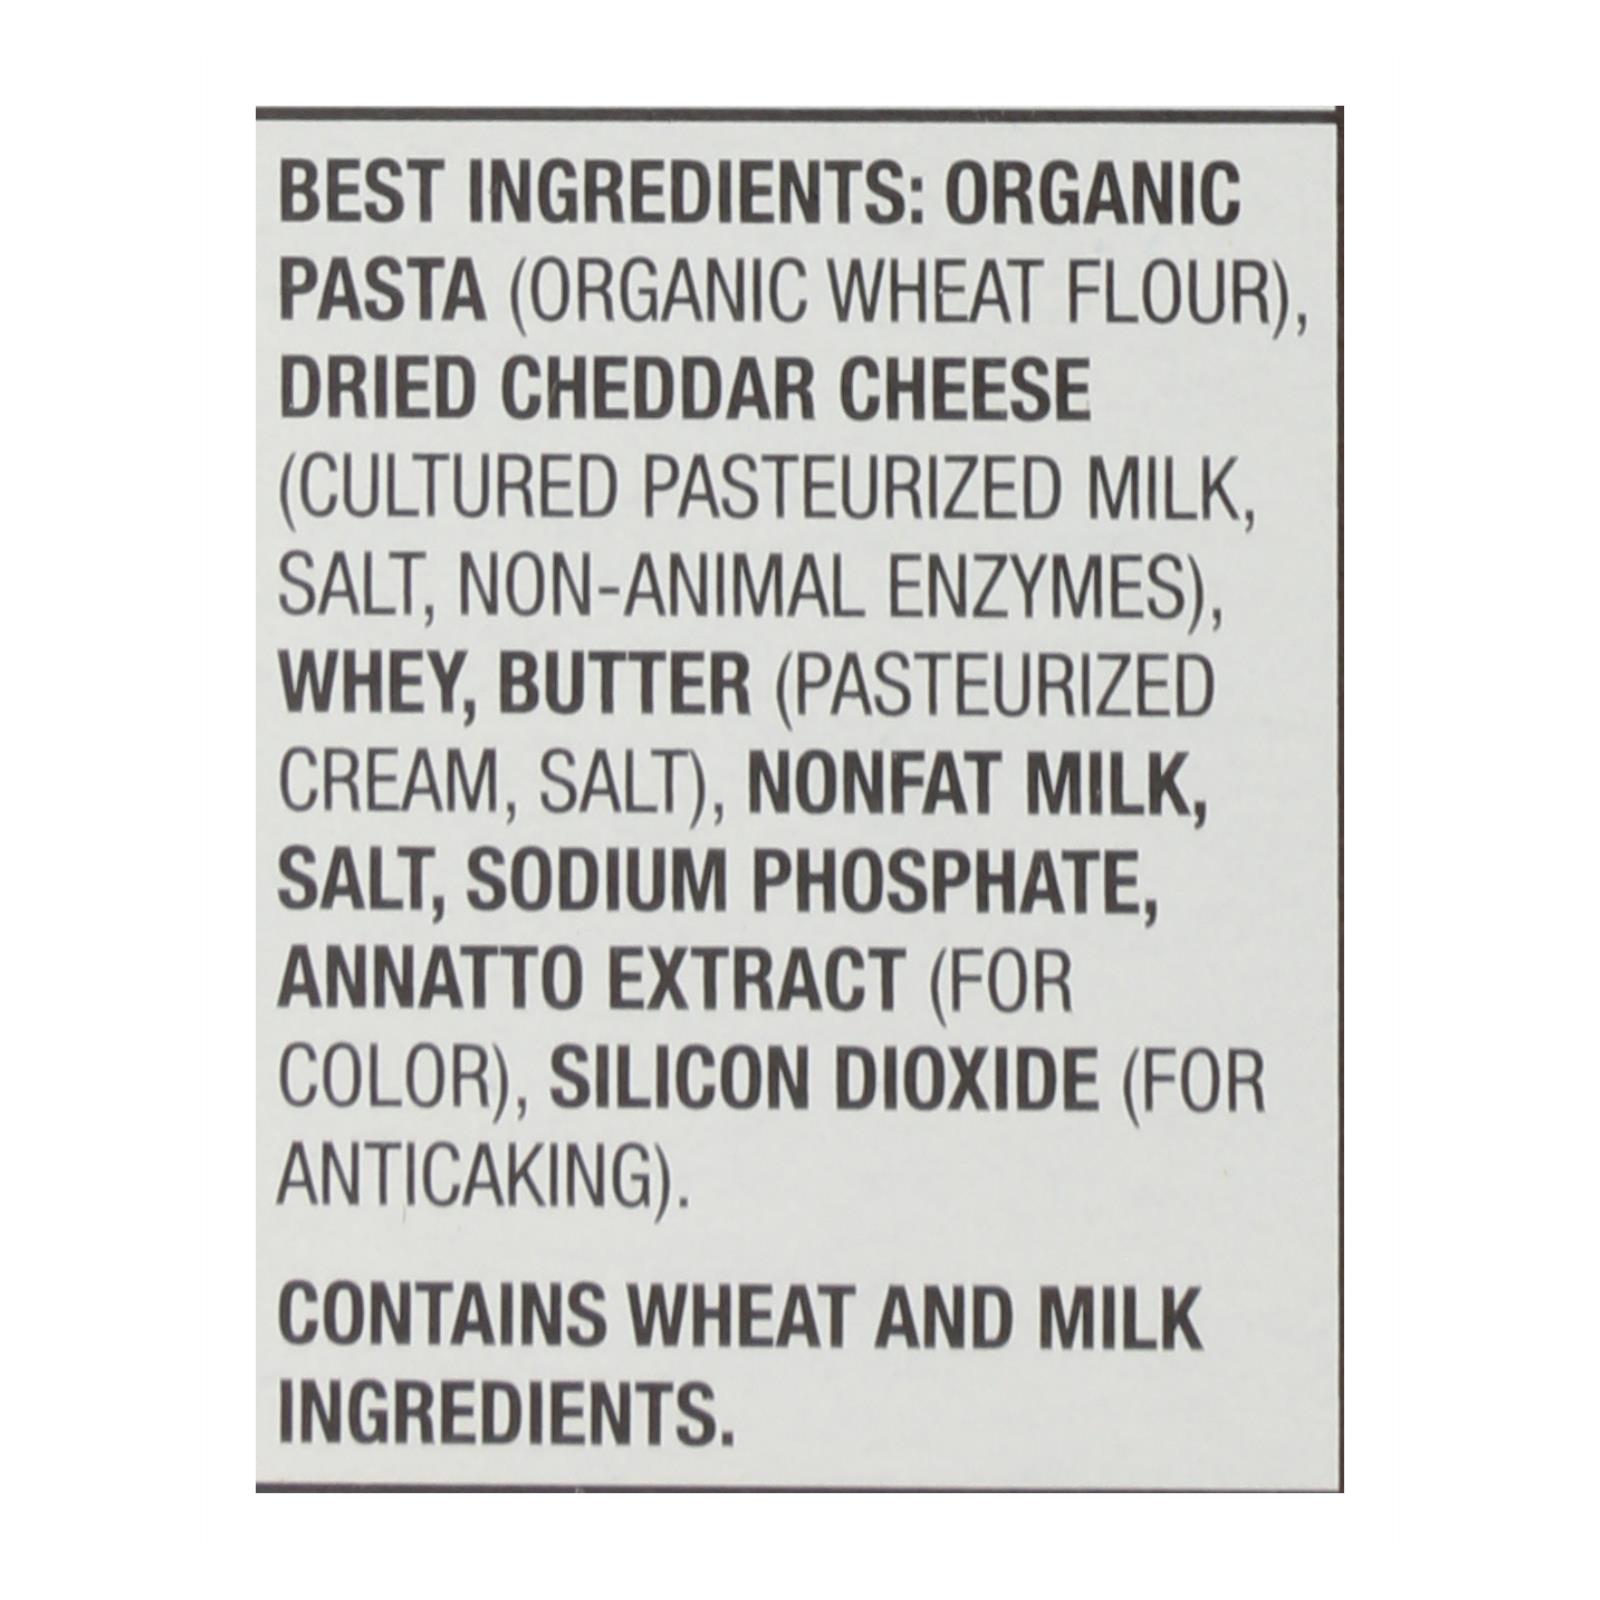 BEST INGREDIENTS: ORGANIC
PASTA (ORGANIC WHEAT FLOUR),
DRIED CHEDDAR CHEESE
(CULTURED PASTEURIZED MILK,
SALT, NON-ANIMAL ENZYMES),
WHEY, BUTTER (PASTEURIZED
CREAM, SALT), NONFAT MILK,
SALT, SODIUM PHOSPHATE,
ANNATTO EXTRACT (FOR
COLOR), SILICON DIOXIDE (FOR
ANTICAKING).
CONTAINS WHEAT AND MILK
INGREDIENTS.